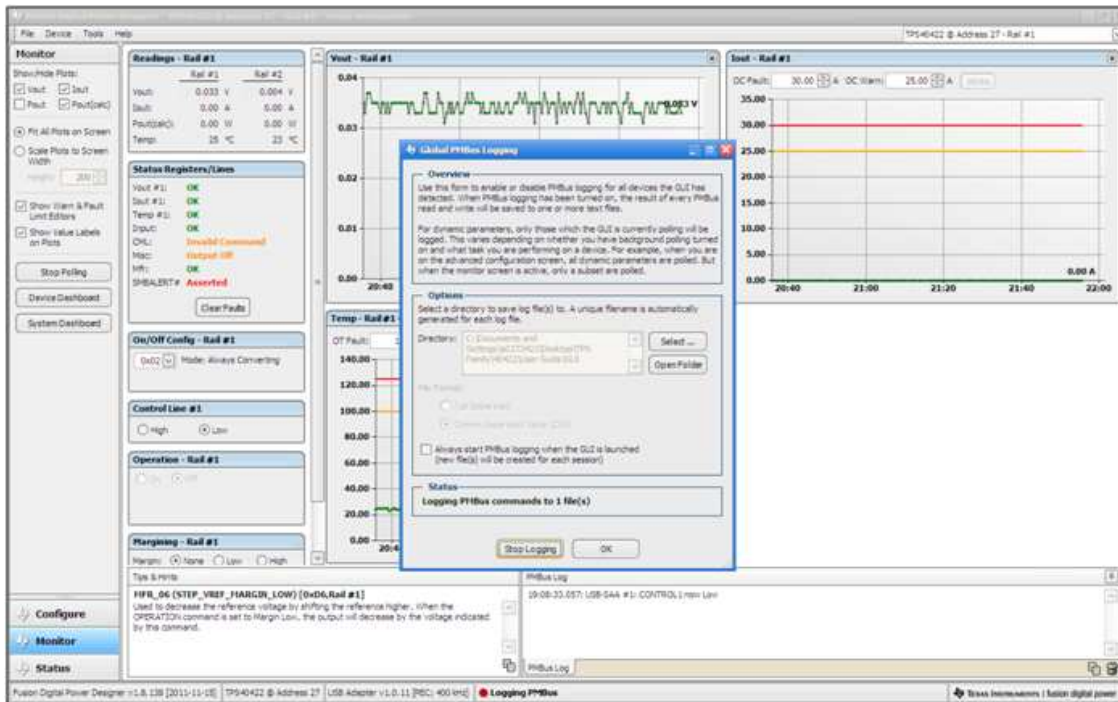 File Device Tools Help
TPS40422 @ Address 27 - Rail #1
Monitor
Show/Hide Plots:
Vout Iout
Pout Pout(calc)
Fit All Plots on Screen
Scale Plots to Screen
Width
Height: 200
Show Warn & Fault
Limit Editors
Show Value Labels
on Plots
Stop Polling
Device Dashboard
System Dashboard
Configure
Monitor
Status
Readings - Rail #1
Rail #1 Rail #2
Vout: 0.033 V 0.004 V
Iout: 0.00 A 0.00 A
Pout(calc): 0.00 W 0.00 W
Temp: 25 °C 23 °C
Status Registers/Lines
Vout #1: OK
Iout #1: OK
Temp #1: OK
Input: OK
CML: Invalid Command
Misc: Output Off
Mfr: OK
SMBALERT# Asserted
Clear Faults
On/Off Config - Rail #1
0x02 Mode: Always Converting
Control Line #1
High Low
Operation - Rail #1
On Off
Margining - Rail #1
Margin: None Low High
Vout - Rail #1
0.04
0.03
0.02
0.01
0.00
20:40
0.033 V
Temp - Rail #1
OT Fault:
140.00
120.00
100.00
80.00
60.00
40.00
20.00
0.00
Iout - Rail #1
OC Fault: 30.00 A OC Warn: 25.00 A
35.00
30.00
25.00
20.00
15.00
10.00
5.00
0.00
0.00 A
20:40 21:00 21:20 21:40 22:00
Global PMBus Logging
Overview
Use this form to enable or disable PMBus logging for all devices the GUI has
detected. When PMBus logging has been turned on, the result of every PMBus
read and write will be saved to one or more text files.
For dynamic parameters, only those which the GUI is currently polling will be
logged. This varies depending on whether you have background polling turned
on and what task you are performing on a device. For example, when you are
on the advanced configuration screen, all dynamic parameters are polled. But
when the monitor screen is active, only a subset are polled.
Options
Select a directory to save log file(s) to. A unique filename is automatically
generated for each log file.
Directory: C:\Documents and
Select ...
Open Folder
File Format:
Always start PMBus logging when the GUI is launched
(new file(s) will be created for each session)
Status
Logging PMBus commands to 1 file(s)
Stop Logging OK
Tips & Hints
MFR_06 (STEP_VREF_MARGIN_LOW) [0xD6,Rail #1]
Used to decrease the reference voltage by shifting the reference higher. When the
OPERATION command is set to Margin Low, the output will decrease by the voltage indicated
by this command.
PMBus Log
19:08:33.057: USB-SAA #1: CONTROL1 now Low
PMBus Log
Fusion Digital Power Designer v1.8.138 [2011-11-15] TPS40422 @ Address 27 USB Adapter v1.0.11 [PEC; 400 kHz] Logging PMBus
TEXAS INSTRUMENTS | fusion digital power